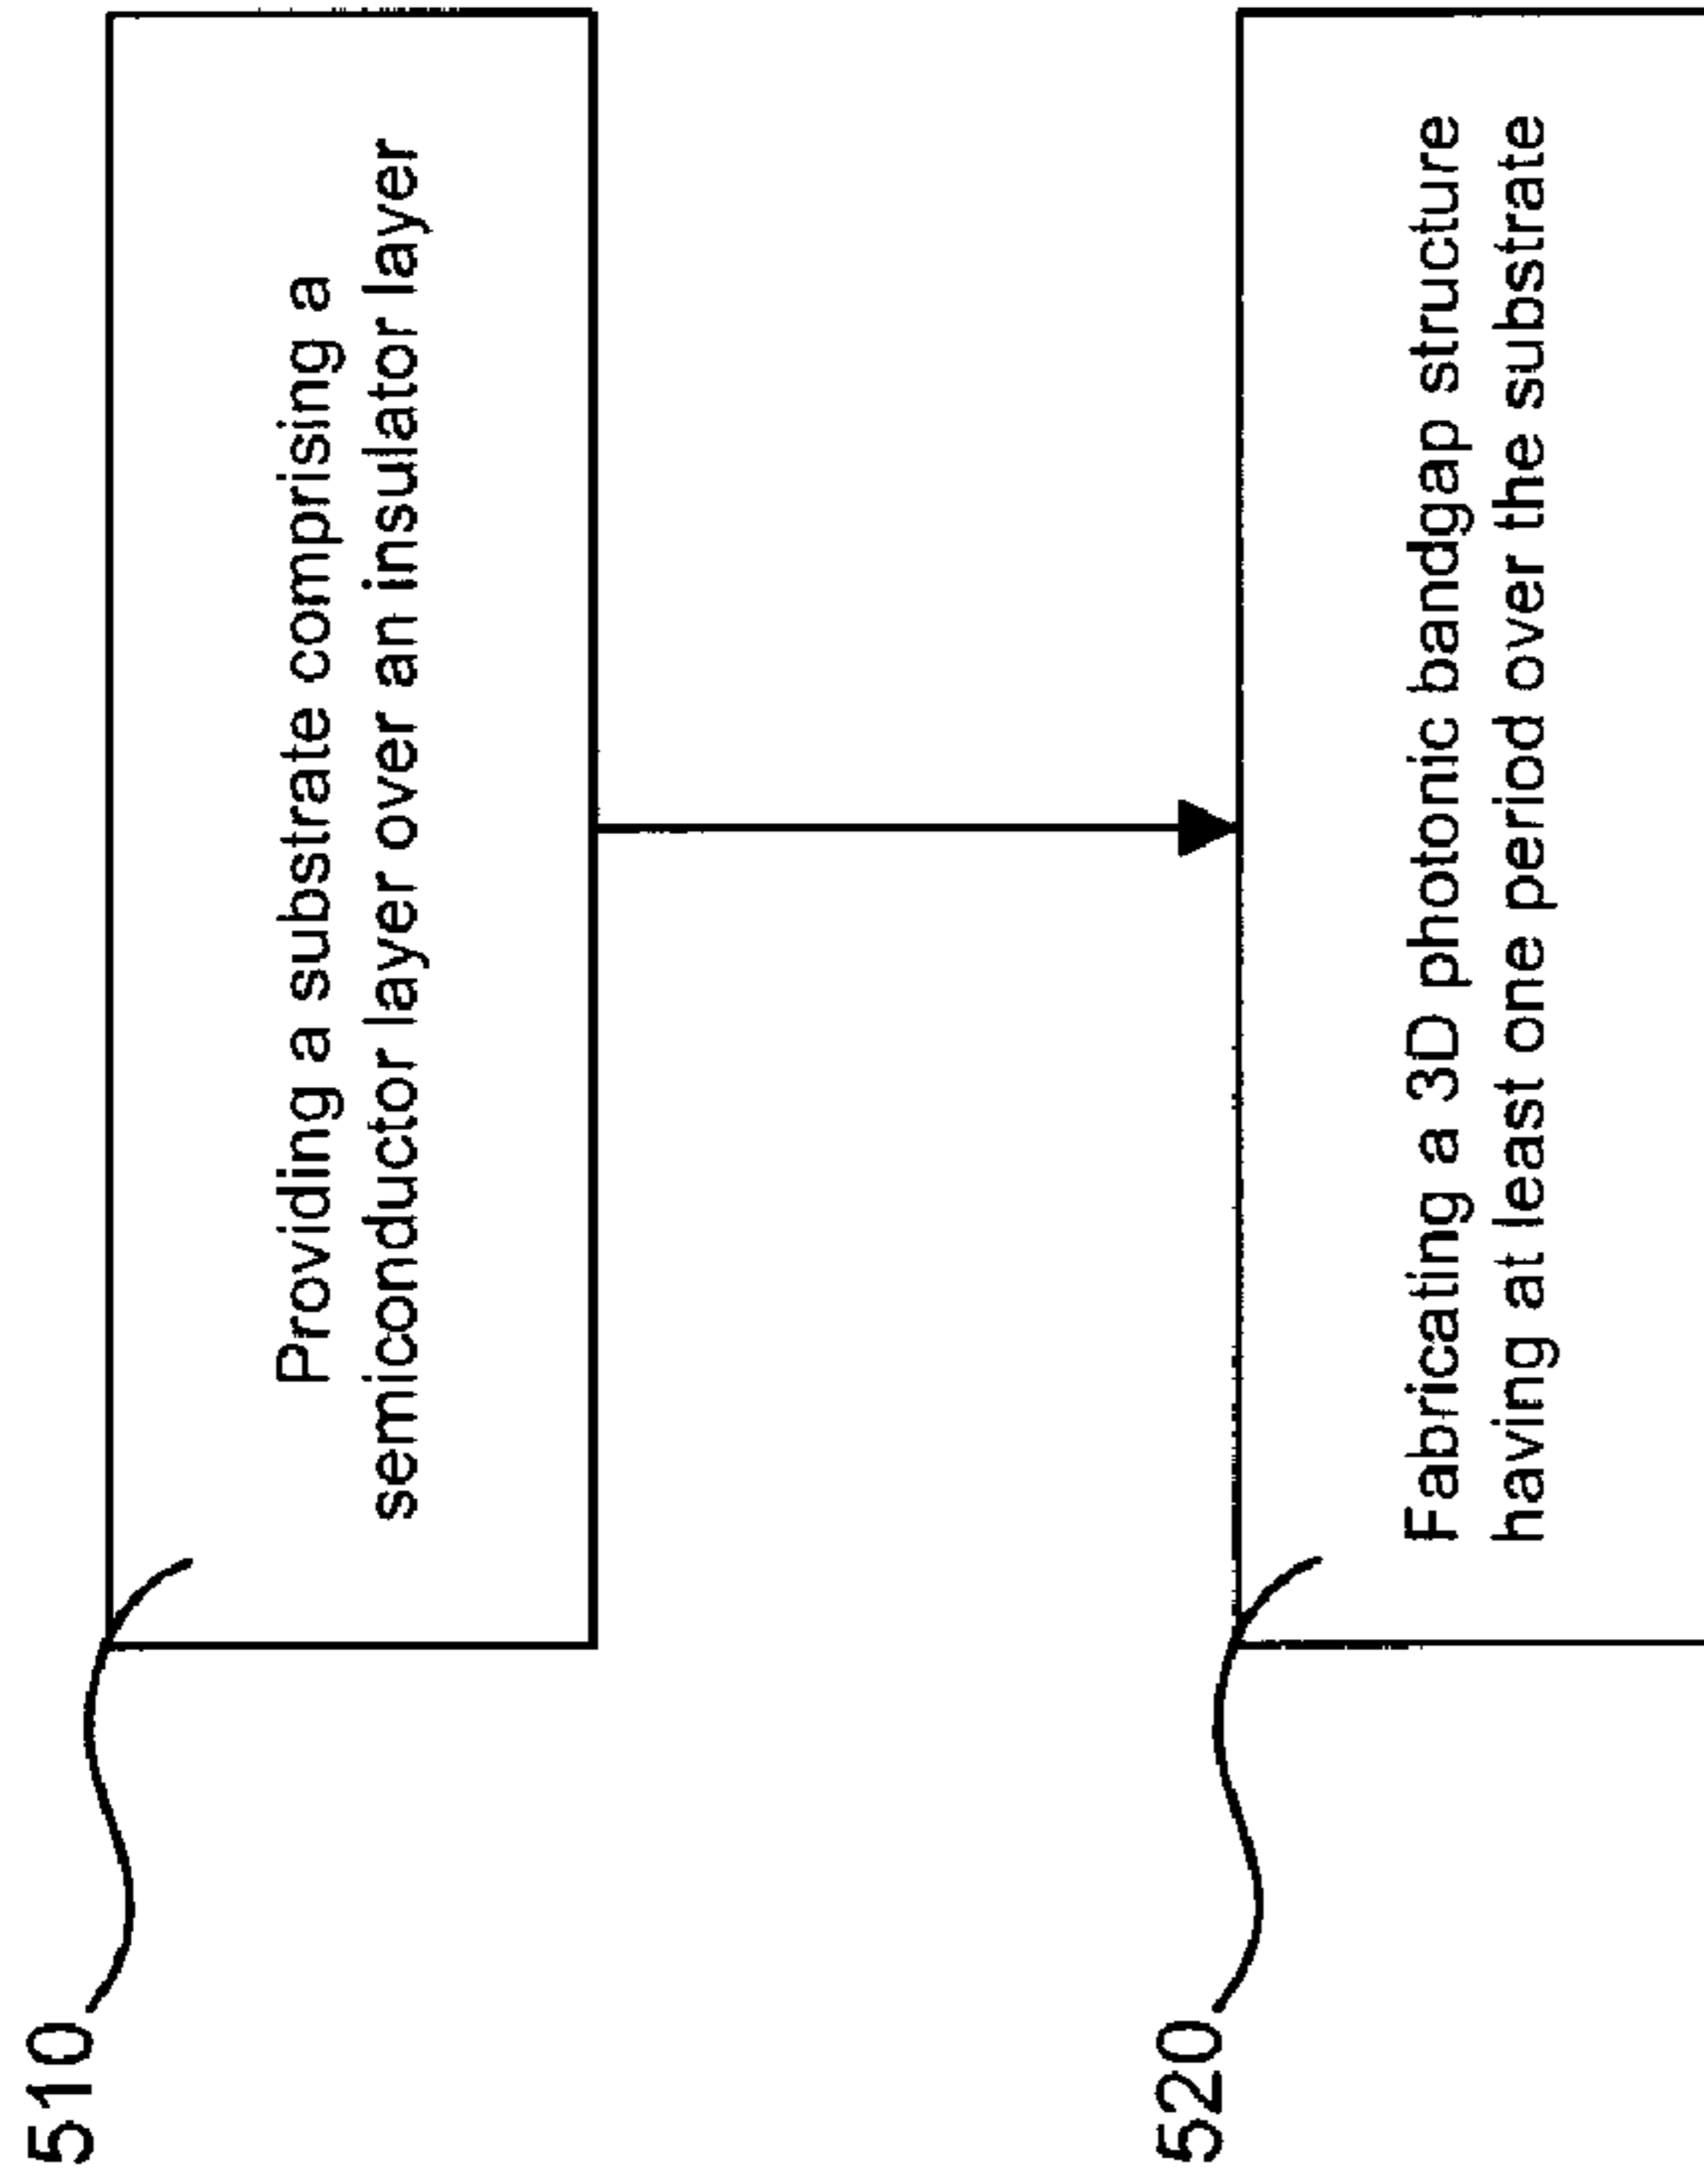 510
Providing a substrate comprising a
semiconductor layer over an insulator layer
520
Fabricating a 3D photonic bandgap structure
having at least one period over the substrate